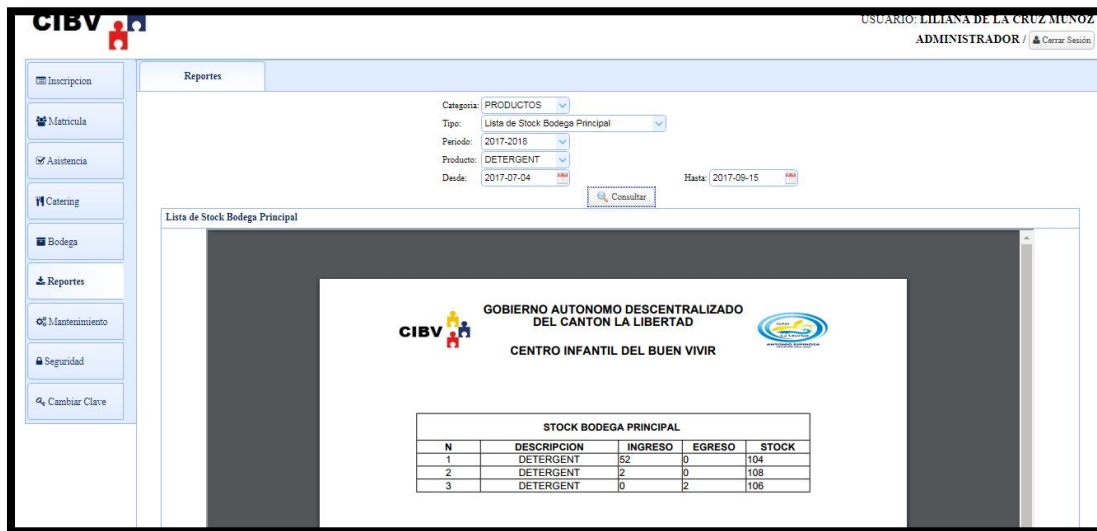 CIBV
USUARIO: LILIANA DE LA CRUZ MUNOZ
ADMINISTRADOR / Cerrar Sesión
Inscripcion
Matricula
Asistencia
Catering
Bodega
Reportes
Mantenimiento
Seguridad
Cambiar Clave
Reportes
Categoria: PRODUCTOS
Tipo: Lista de Stock Bodega Principal
Periodo: 2017-2018
Producto: DETERGENT
Desde: 2017-07-04 Hasta: 2017-09-15
Consultar
Lista de Stock Bodega Principal
CIBV
GOBIERNO AUTONOMO DESCENTRALIZADO
DEL CANTON LA LIBERTAD
CENTRO INFANTIL DEL BUEN VIVIR
La Libertad
ANTONIO ESPINOZA
STOCK BODEGA PRINCIPAL
N DESCRIPCION INGRESO EGRESO STOCK
1 DETERGENT 52 0 104
2 DETERGENT 2 0 108
3 DETERGENT 0 2 106